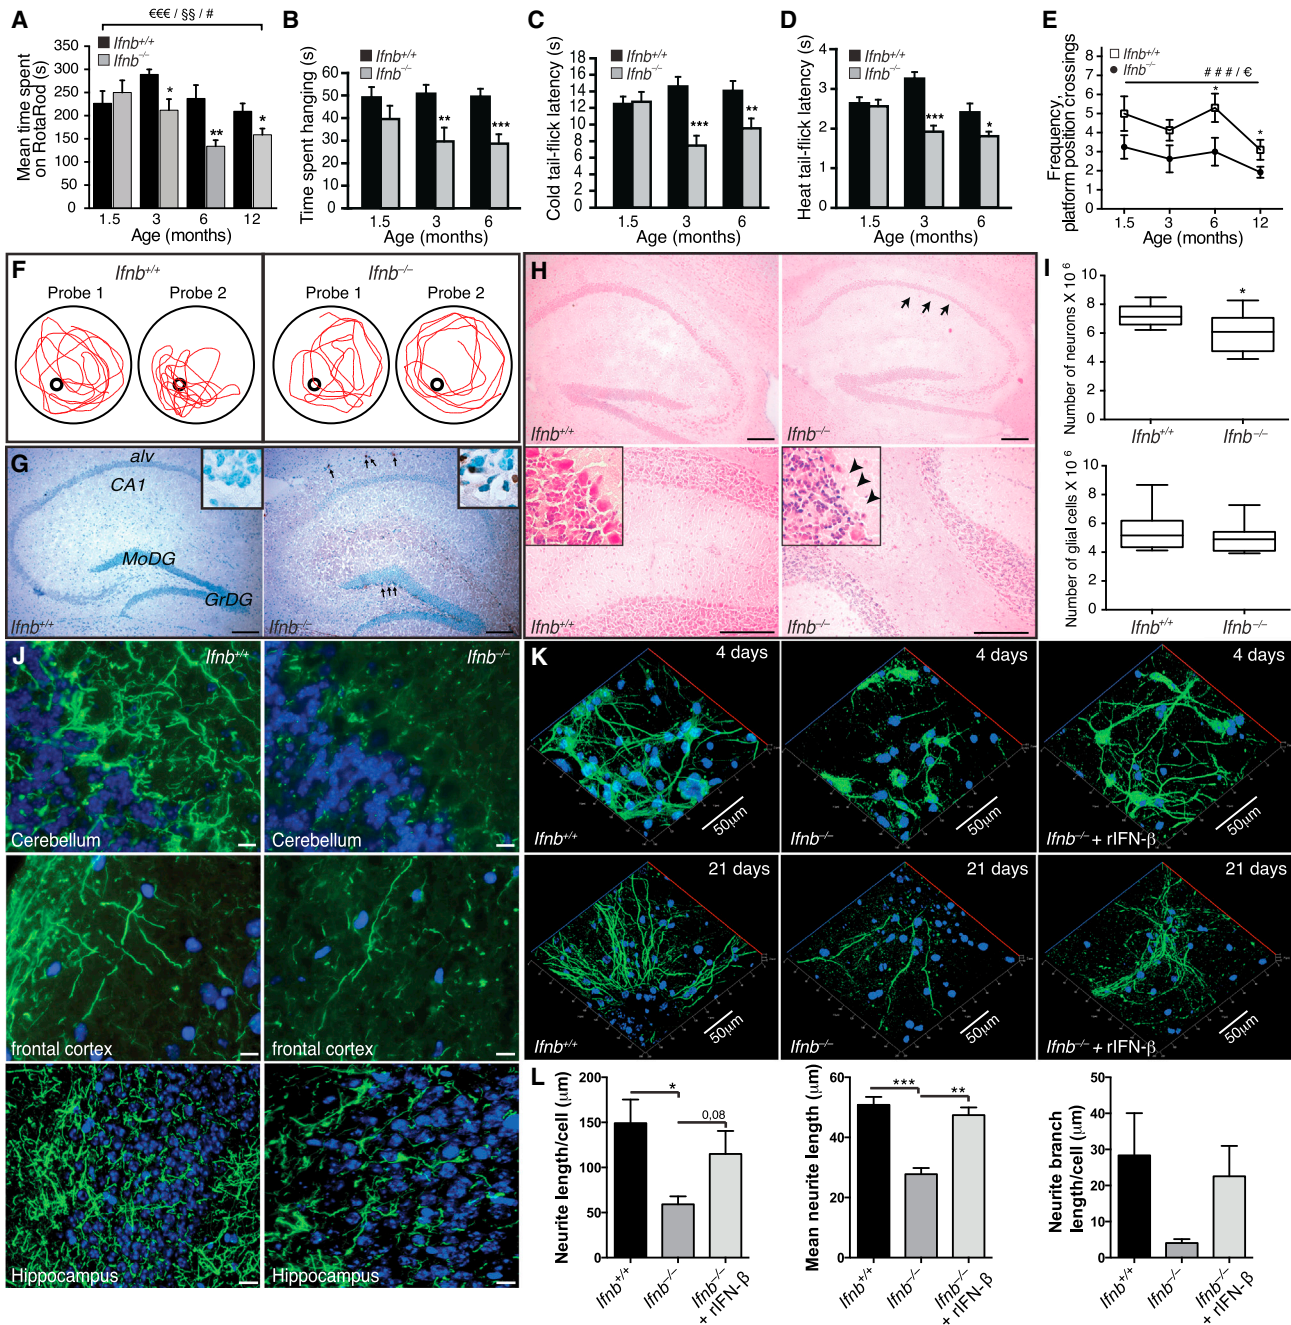 A
€€€ / §§ / #
Ifnb+/+
Ifnb–/–
Mean time spent
on RotaRod (s)
350
300
250
200
150
100
50
0
*
**
*
1.5 3 6 12
Age (months)
B
Ifnb+/+
Ifnb–/–
Time spent hanging (s)
60
50
40
30
20
10
0
**
***
1.5 3 6
Age (months)
C
Ifnb+/+
Ifnb–/–
Cold tail-flick latency (s)
18
16
14
12
10
8
6
4
2
0
***
**
1.5 3 6
Age (months)
D
Ifnb+/+
Ifnb–/–
Heat tail-flick latency (s)
4
3
2
1
0
***
*
1.5 3 6
Age (months)
E
Ifnb+/+
Ifnb–/–
# # # / €
Frequency,
platform position crossings
8
7
6
5
4
3
2
1
0
*
*
1.5 3 6 12
Age (months)
F
Ifnb+/+
Probe 1 Probe 2
Ifnb–/–
Probe 1 Probe 2
G
alv
CA1
MoDG
GrDG
Ifnb+/+
Ifnb–/–
H
Ifnb+/+
Ifnb–/–
Ifnb+/+
Ifnb–/–
I
Number of neurons X 10-6
10
8
6
4
2
0
*
Ifnb+/+ Ifnb–/–
Number of glial cells X 10-6
10
8
6
4
2
0
Ifnb+/+ Ifnb–/–
J
Ifnb+/+
Ifnb–/–
Cerebellum
Cerebellum
frontal cortex
frontal cortex
Hippocampus
Hippocampus
K
4 days
50µm
Ifnb+/+
4 days
50µm
Ifnb–/–
4 days
50µm
Ifnb–/– + rIFN-β
21 days
50µm
Ifnb+/+
21 days
50µm
Ifnb–/–
21 days
50µm
Ifnb–/– + rIFN-β
L
Neurite length/cell (µm)
200
150
100
50
0
*
0,08
Ifnb+/+
Ifnb–/–
Ifnb–/–
+ rIFN-β
Mean neurite length (µm)
60
40
20
0
***
**
Ifnb+/+
Ifnb–/–
Ifnb–/–
+ rIFN-β
Neurite branch
length/cell (µm)
50
40
30
20
10
0
Ifnb+/+
Ifnb–/–
Ifnb–/–
+ rIFN-β